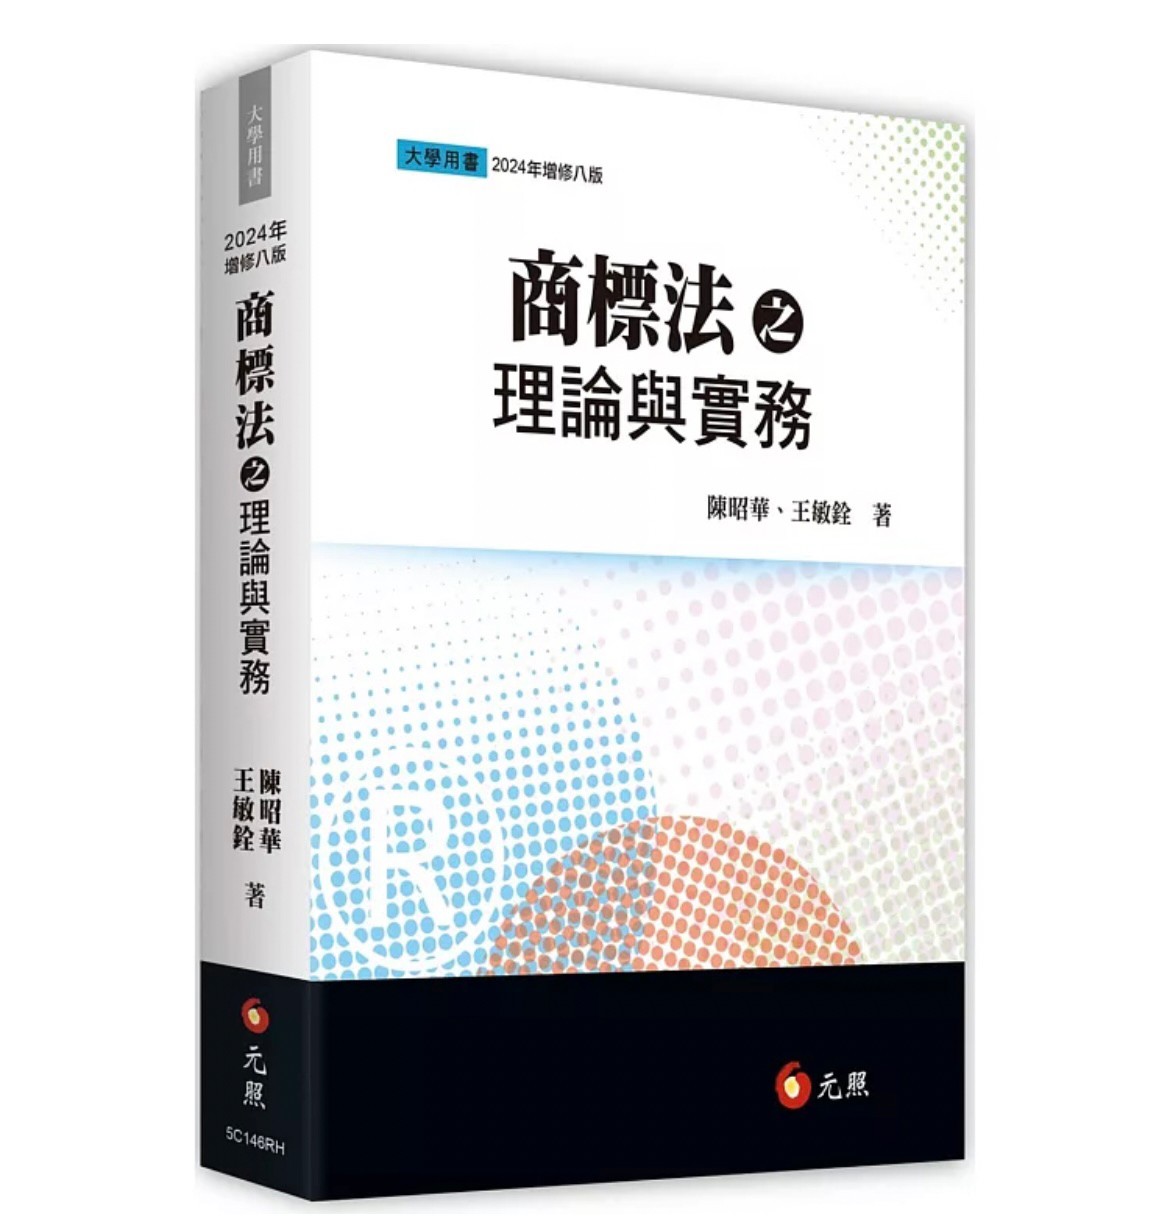 大學用書
2024年
增修八版
商標法之理論與實務
陳昭華
王敏銓
著
元照
5C146RH
大學用書 2024年增修八版
商標法之
理論與實務
陳昭華、王敏銓 著
R
元照